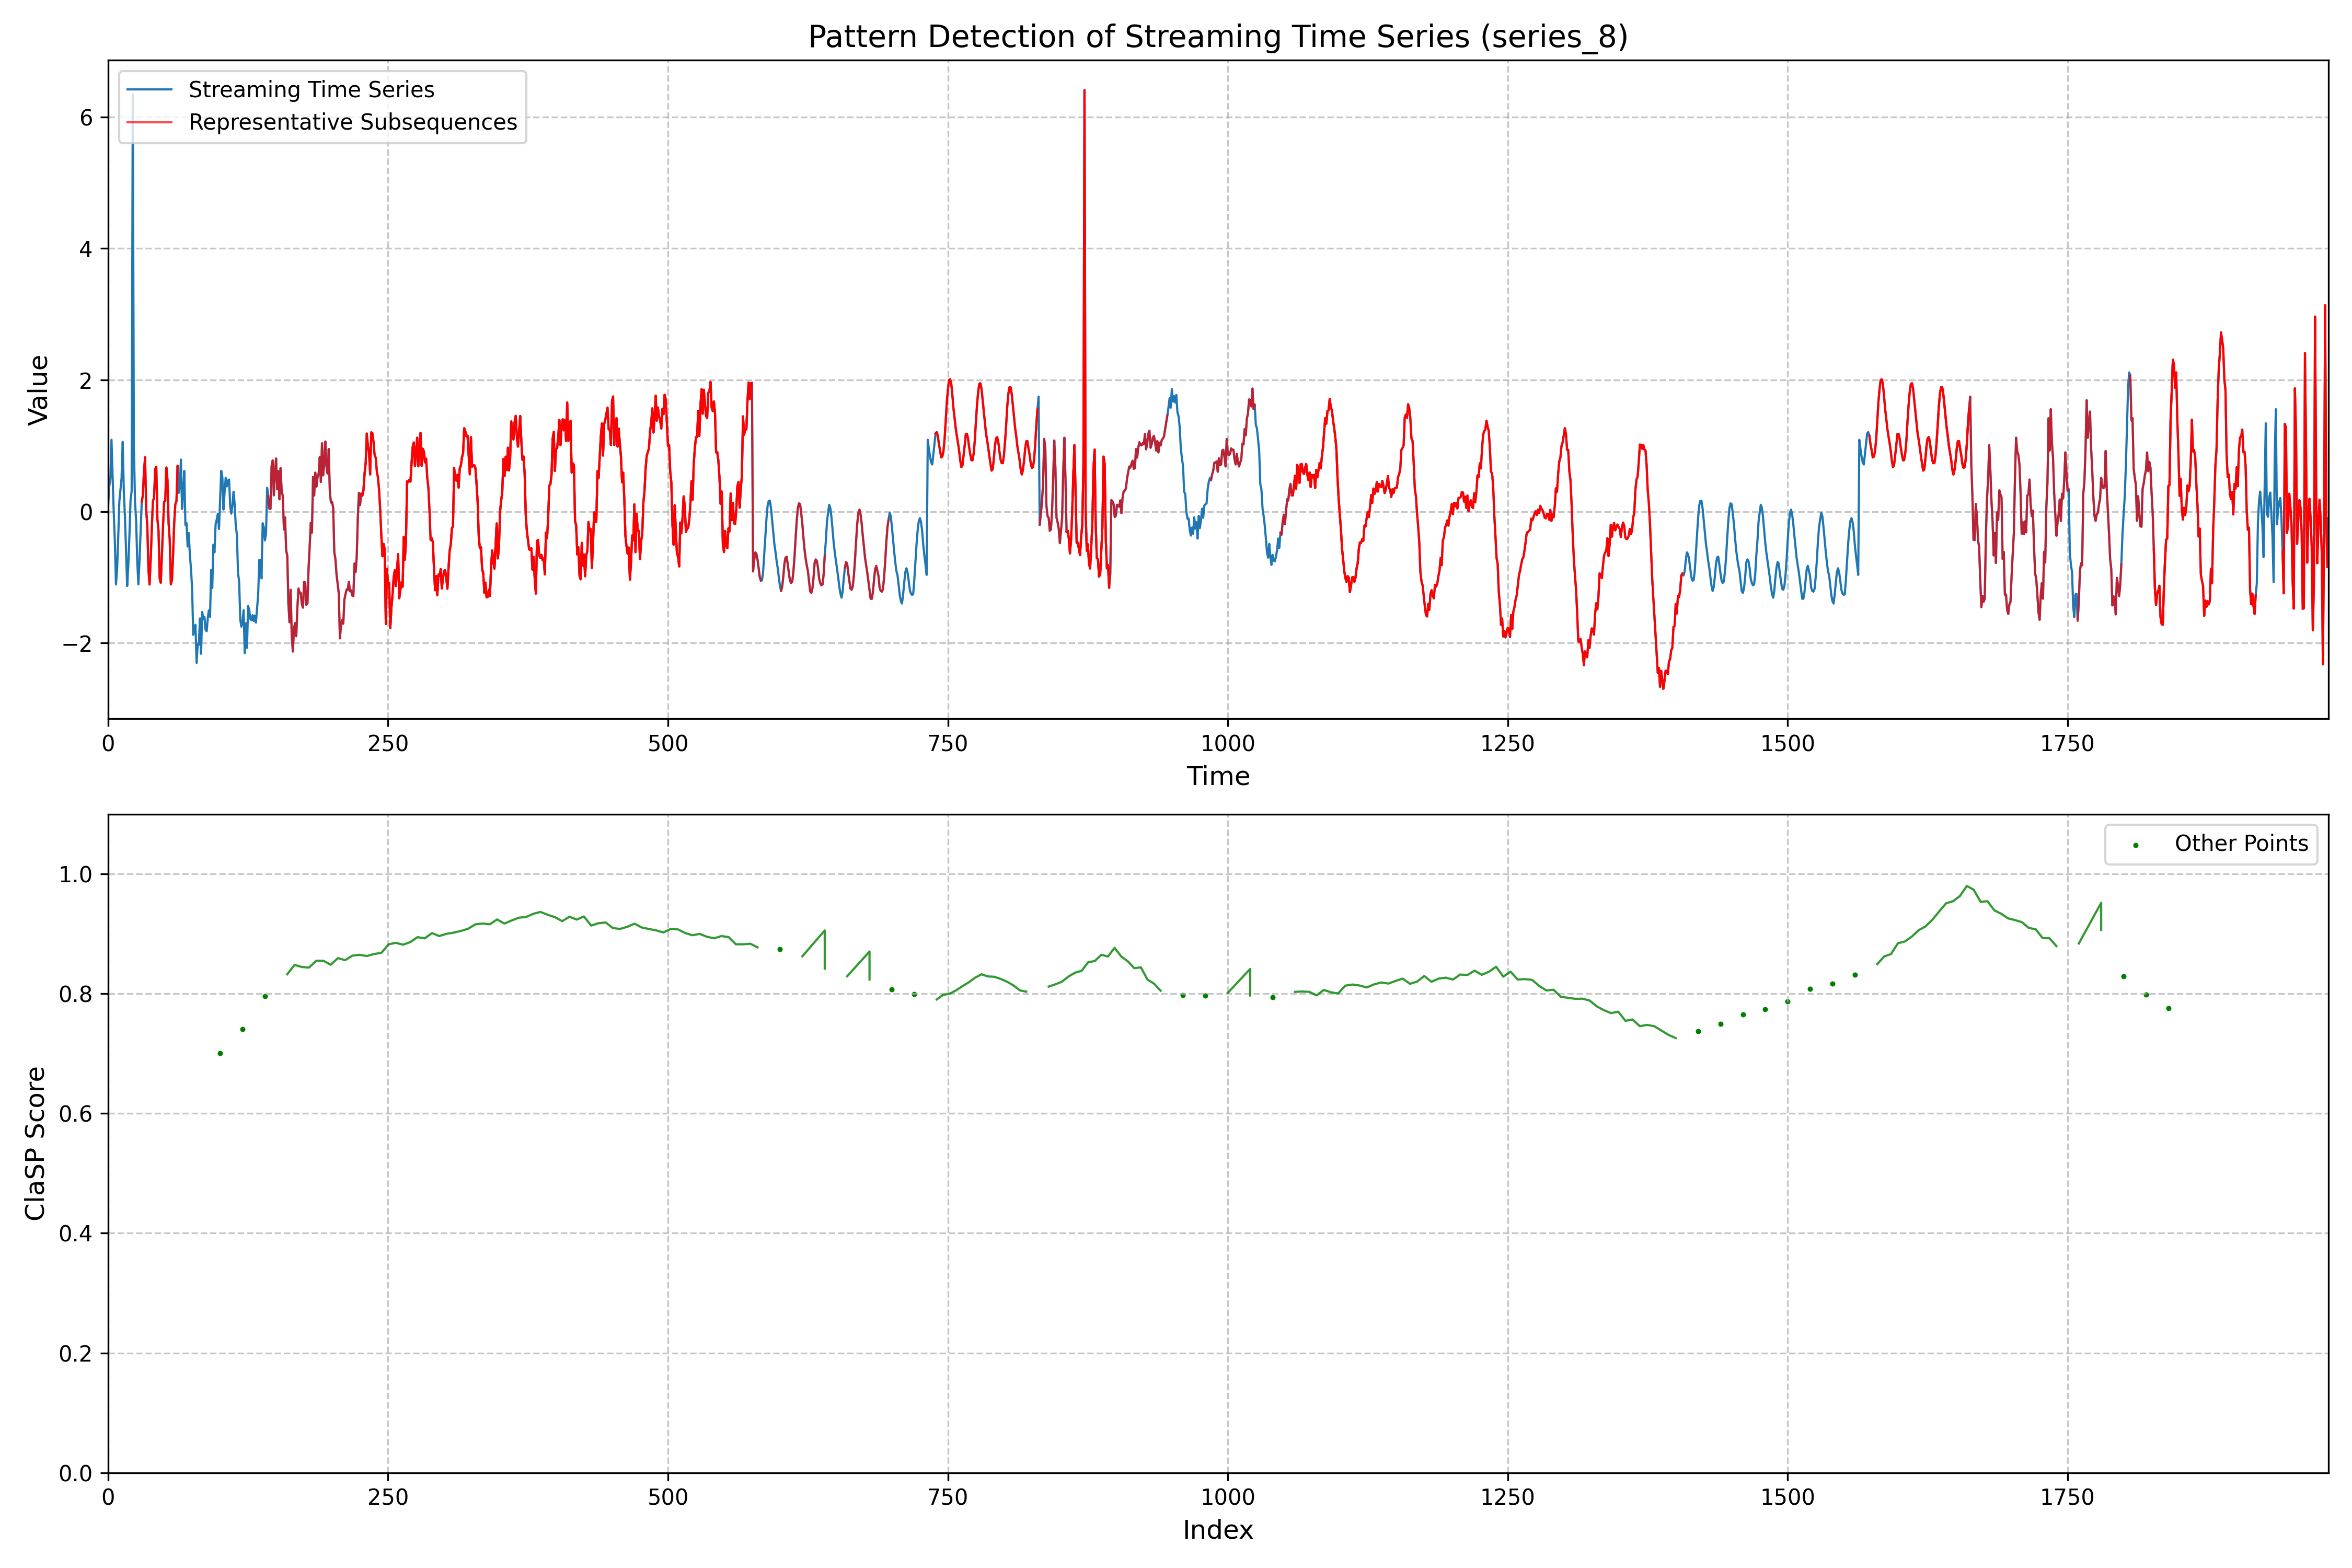 Pattern Detection of Streaming Time Series (series_8)
Streaming Time Series
Representative Subsequences
Value
6
4
2
0
−2
0 250 500 750 1000 1250 1500 1750
Time
Other Points
ClaSP Score
1.0
0.8
0.6
0.4
0.2
0.0
0 250 500 750 1000 1250 1500 1750
Index